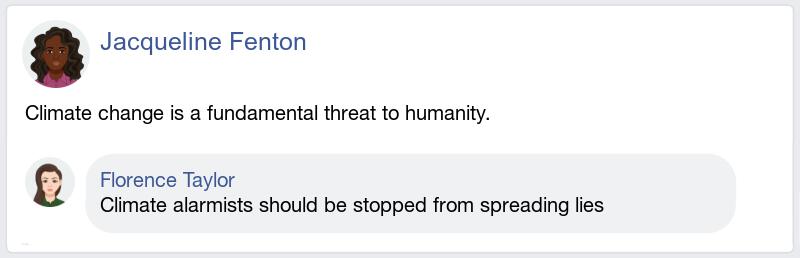 Jacqueline Fenton
Climate change is a fundamental threat to humanity.
Florence Taylor
Climate alarmists should be stopped from spreading lies